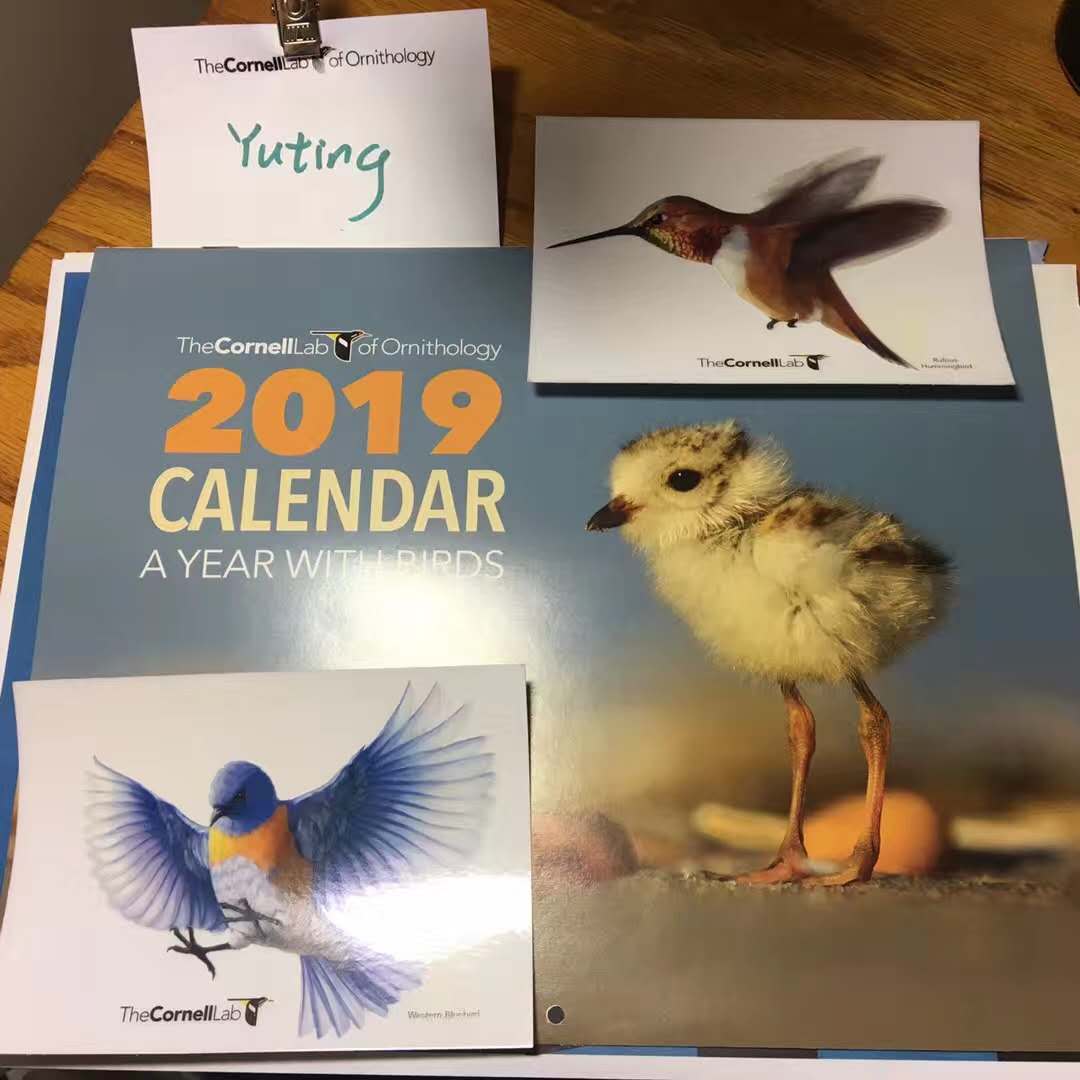 TheCornellLab of Ornithology
Yuting
TheCornellLab
Rufous
Hummingbird
TheCornellLab of Ornithology
2019
CALENDAR
A YEAR WITH BIRDS
TheCornellLab
Western Bluebird